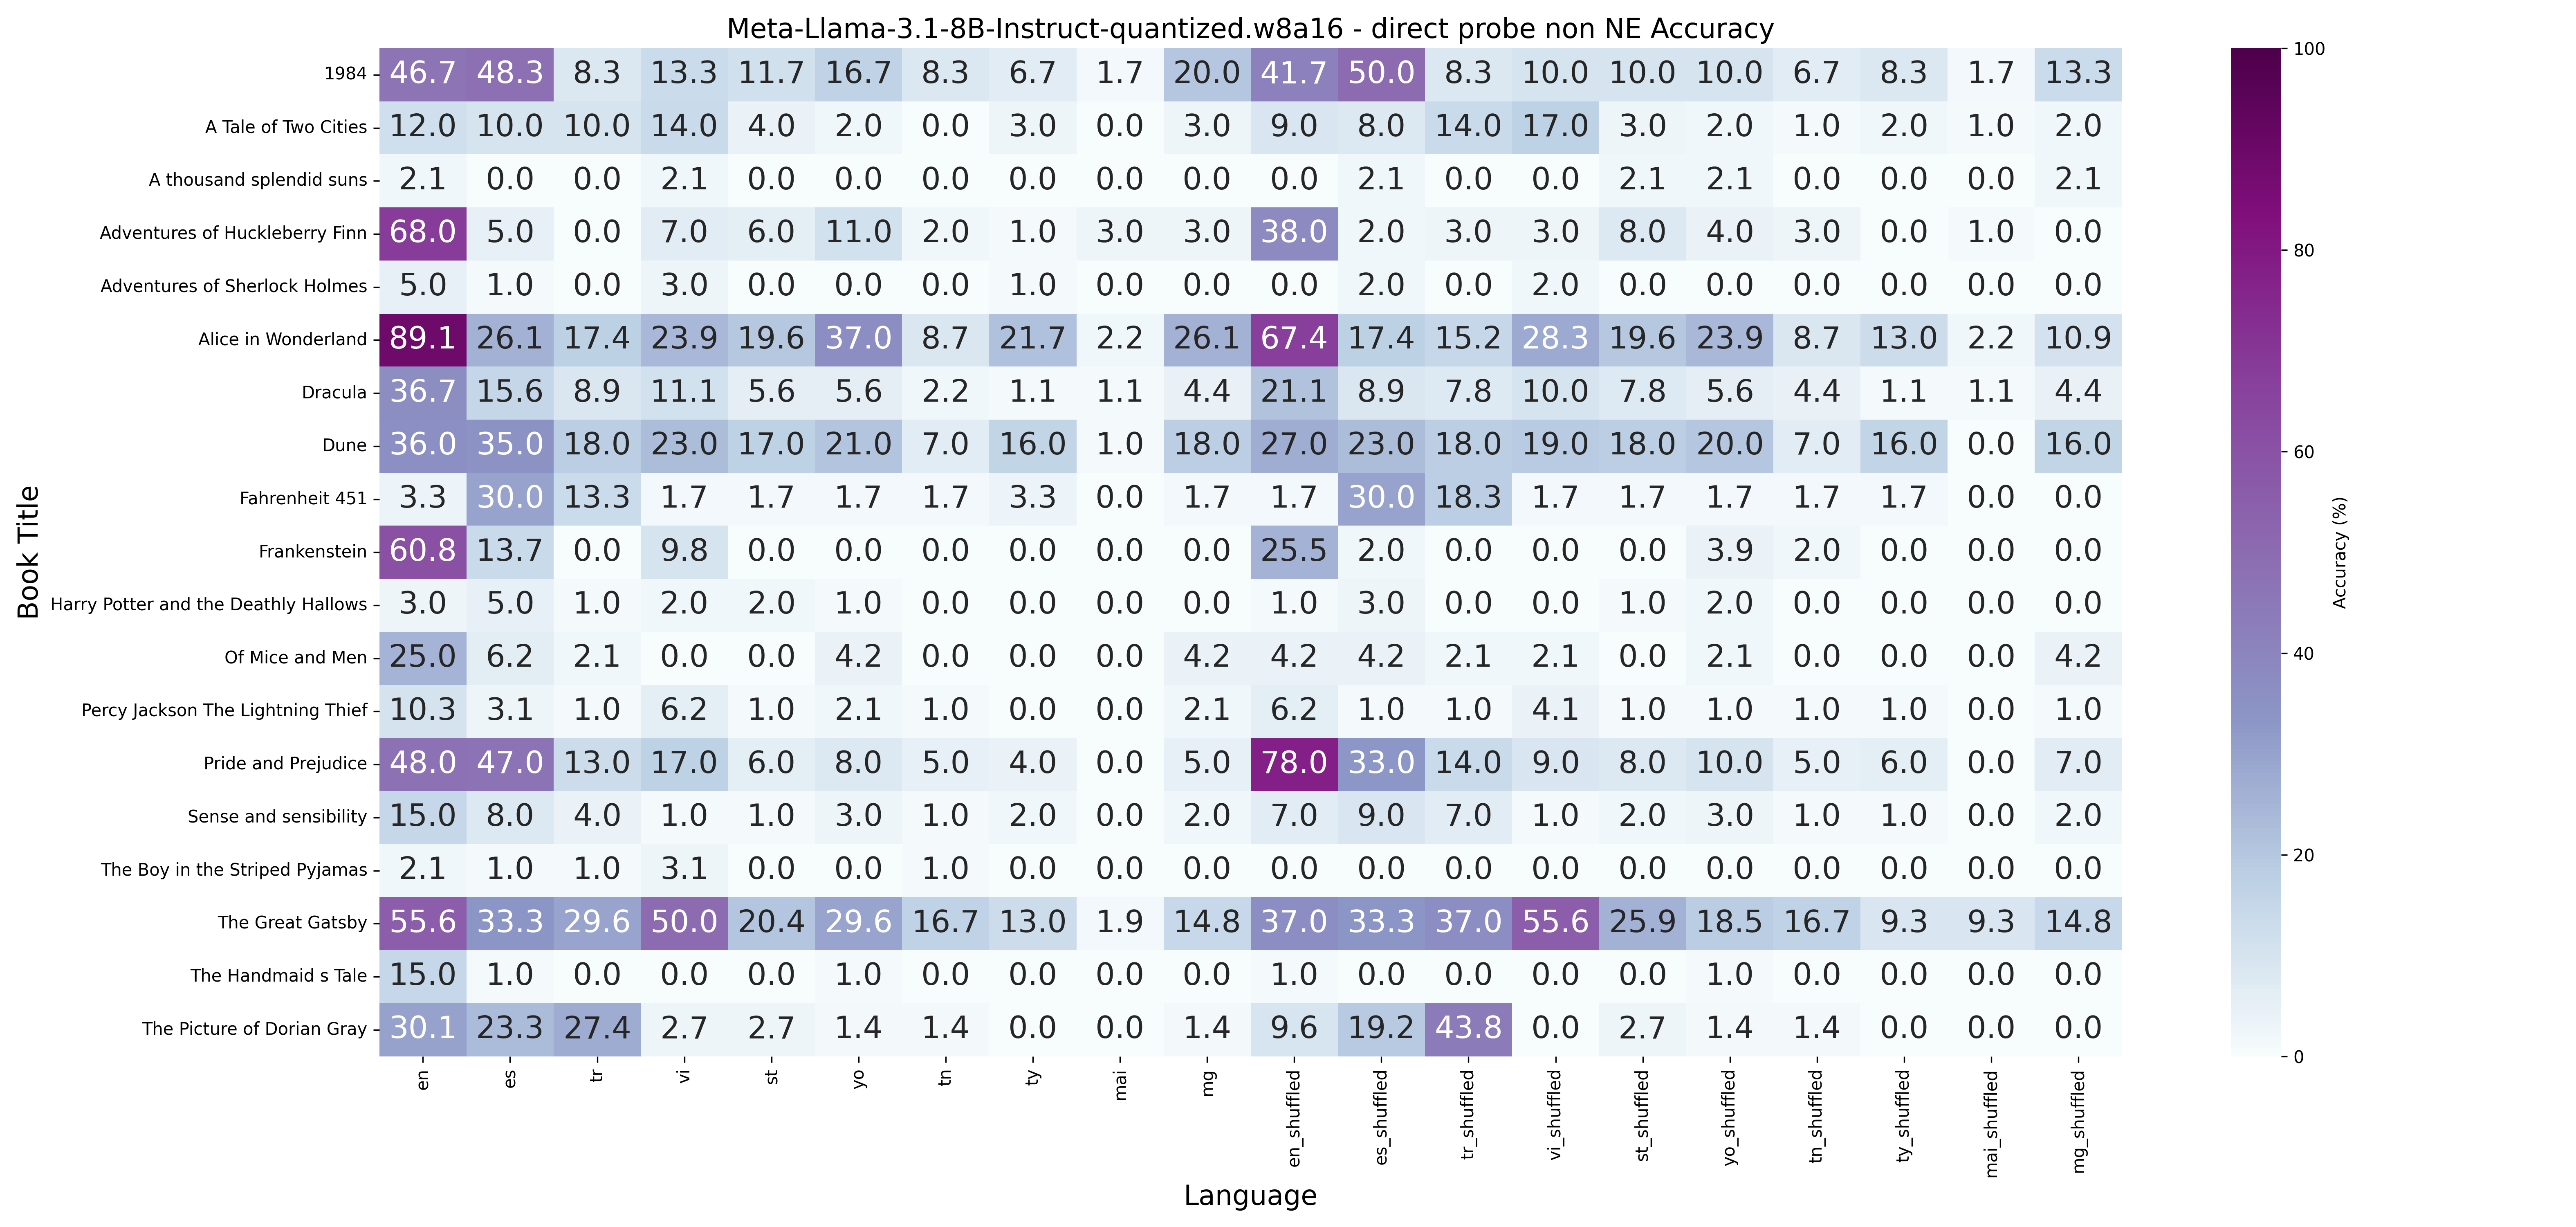 Meta-Llama-3.1-8B-Instruct-quantized.w8a16 - direct probe non NE Accuracy
Book Title
1984 46.7 48.3 8.3 13.3 11.7 16.7 8.3 6.7 1.7 20.0 41.7 50.0 8.3 10.0 10.0 10.0 6.7 8.3 1.7 13.3
A Tale of Two Cities 12.0 10.0 10.0 14.0 4.0 2.0 0.0 3.0 0.0 3.0 9.0 8.0 14.0 17.0 3.0 2.0 1.0 2.0 1.0 2.0
A thousand splendid suns 2.1 0.0 0.0 2.1 0.0 0.0 0.0 0.0 0.0 0.0 0.0 2.1 0.0 0.0 2.1 2.1 0.0 0.0 0.0 2.1
Adventures of Huckleberry Finn 68.0 5.0 0.0 7.0 6.0 11.0 2.0 1.0 3.0 3.0 38.0 2.0 3.0 3.0 8.0 4.0 3.0 0.0 1.0 0.0
Adventures of Sherlock Holmes 5.0 1.0 0.0 3.0 0.0 0.0 0.0 1.0 0.0 0.0 0.0 2.0 0.0 2.0 0.0 0.0 0.0 0.0 0.0 0.0
Alice in Wonderland 89.1 26.1 17.4 23.9 19.6 37.0 8.7 21.7 2.2 26.1 67.4 17.4 15.2 28.3 19.6 23.9 8.7 13.0 2.2 10.9
Dracula 36.7 15.6 8.9 11.1 5.6 5.6 2.2 1.1 1.1 4.4 21.1 8.9 7.8 10.0 7.8 5.6 4.4 1.1 1.1 4.4
Dune 36.0 35.0 18.0 23.0 17.0 21.0 7.0 16.0 1.0 18.0 27.0 23.0 18.0 19.0 18.0 20.0 7.0 16.0 0.0 16.0
Fahrenheit 451 3.3 30.0 13.3 1.7 1.7 1.7 1.7 3.3 0.0 1.7 1.7 30.0 18.3 1.7 1.7 1.7 1.7 1.7 0.0 0.0
Frankenstein 60.8 13.7 0.0 9.8 0.0 0.0 0.0 0.0 0.0 0.0 25.5 2.0 0.0 0.0 0.0 3.9 2.0 0.0 0.0 0.0
Harry Potter and the Deathly Hallows 3.0 5.0 1.0 2.0 2.0 1.0 0.0 0.0 0.0 0.0 1.0 3.0 0.0 0.0 1.0 2.0 0.0 0.0 0.0 0.0
Of Mice and Men 25.0 6.2 2.1 0.0 0.0 4.2 0.0 0.0 0.0 4.2 4.2 4.2 2.1 2.1 0.0 2.1 0.0 0.0 0.0 4.2
Percy Jackson The Lightning Thief 10.3 3.1 1.0 6.2 1.0 2.1 1.0 0.0 0.0 2.1 6.2 1.0 1.0 4.1 1.0 1.0 1.0 1.0 0.0 1.0
Pride and Prejudice 48.0 47.0 13.0 17.0 6.0 8.0 5.0 4.0 0.0 5.0 78.0 33.0 14.0 9.0 8.0 10.0 5.0 6.0 0.0 7.0
Sense and sensibility 15.0 8.0 4.0 1.0 1.0 3.0 1.0 2.0 0.0 2.0 7.0 9.0 7.0 1.0 2.0 3.0 1.0 1.0 0.0 2.0
The Boy in the Striped Pyjamas 2.1 1.0 1.0 3.1 0.0 0.0 1.0 0.0 0.0 0.0 0.0 0.0 0.0 0.0 0.0 0.0 0.0 0.0 0.0 0.0
The Great Gatsby 55.6 33.3 29.6 50.0 20.4 29.6 16.7 13.0 1.9 14.8 37.0 33.3 37.0 55.6 25.9 18.5 16.7 9.3 9.3 14.8
The Handmaid s Tale 15.0 1.0 0.0 0.0 0.0 1.0 0.0 0.0 0.0 0.0 1.0 0.0 0.0 0.0 0.0 1.0 0.0 0.0 0.0 0.0
The Picture of Dorian Gray 30.1 23.3 27.4 2.7 2.7 1.4 1.4 0.0 0.0 1.4 9.6 19.2 43.8 0.0 2.7 1.4 1.4 0.0 0.0 0.0
en es tr vi st yo tn ty mai mg en_shuffled es_shuffled tr_shuffled vi_shuffled st_shuffled yo_shuffled tn_shuffled ty_shuffled mai_shuffled mg_shuffled
Language
100
80
60
40
20
0
Accuracy (%)